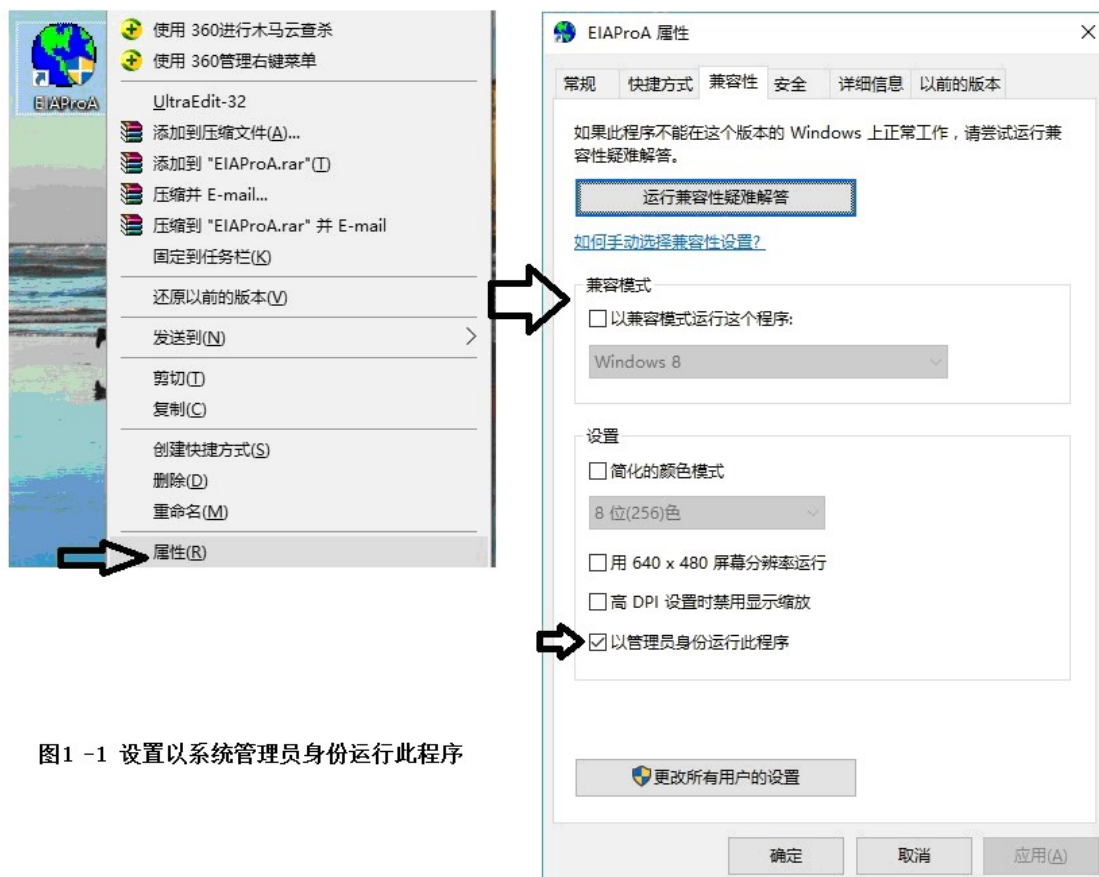 EIAProA
使用 360进行木马云查杀
使用 360管理右键菜单
UltraEdit-32
添加到压缩文件(A)...
添加到 "EIAProA.rar"(T)
压缩并 E-mail...
压缩到 "EIAProA.rar" 并 E-mail
固定到任务栏(K)
还原以前的版本(V)
发送到(N)
剪切(T)
复制(C)
创建快捷方式(S)
删除(D)
重命名(M)
属性(R)
图1 -1 设置以系统管理员身份运行此程序
EIAProA 属性
常规 快捷方式 兼容性 安全 详细信息 以前的版本
如果此程序不能在这个版本的 Windows 上正常工作，请尝试运行兼
容性疑难解答。
运行兼容性疑难解答
如何手动选择兼容性设置?
兼容模式
以兼容模式运行这个程序:
Windows 8
设置
简化的颜色模式
8 位(256)色
用 640 x 480 屏幕分辨率运行
高 DPI 设置时禁用显示缩放
以管理员身份运行此程序
更改所有用户的设置
确定 取消 应用(A)